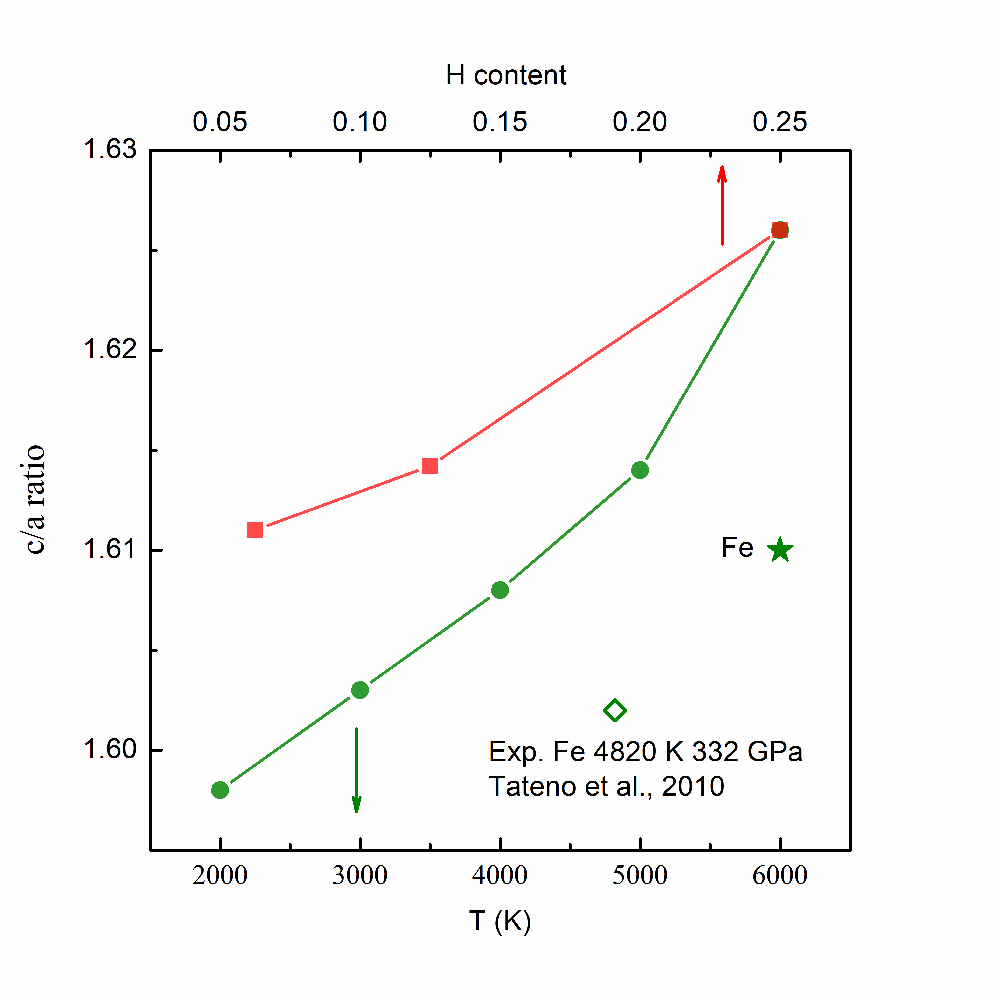 H content
0.05 0.10 0.15 0.20 0.25
1.63
1.62
1.61
1.60
c/a ratio
Fe
Exp. Fe 4820 K 332 GPa
Tateno et al., 2010
2000 3000 4000 5000 6000
T (K)